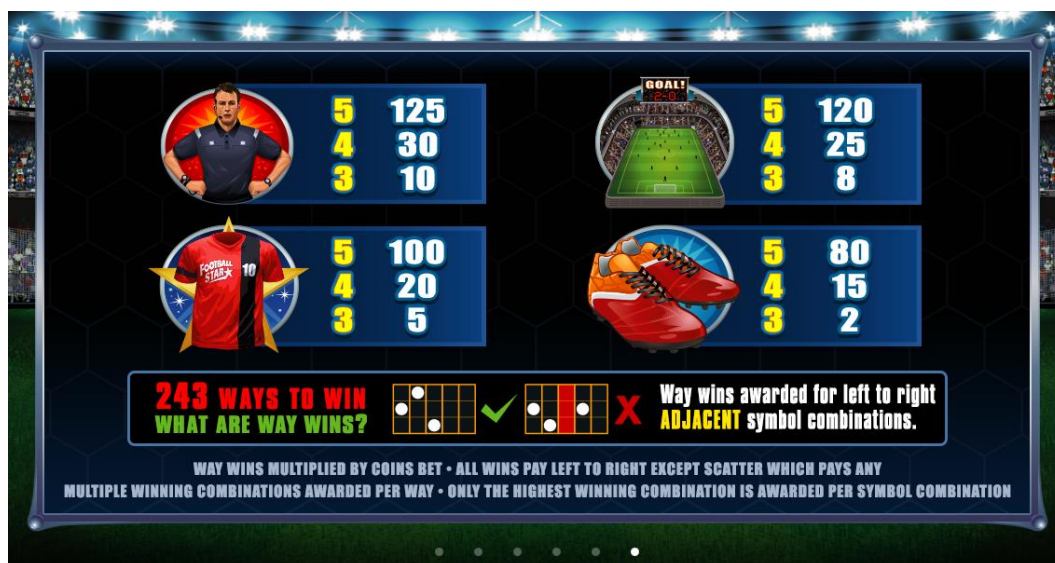 5 125
4 30
3 10
GOAL!
2-0
5 120
4 25
3 8
FOOTBALL
STAR
10
5 100
4 20
3 5
5 80
4 15
3 2
243 WAYS TO WIN
WHAT ARE WAY WINS?
Way wins awarded for left to right
ADJACENT symbol combinations.
WAY WINS MULTIPLIED BY COINS BET • ALL WINS PAY LEFT TO RIGHT EXCEPT SCATTER WHICH PAYS ANY
MULTIPLE WINNING COMBINATIONS AWARDED PER WAY • ONLY THE HIGHEST WINNING COMBINATION IS AWARDED PER SYMBOL COMBINATION